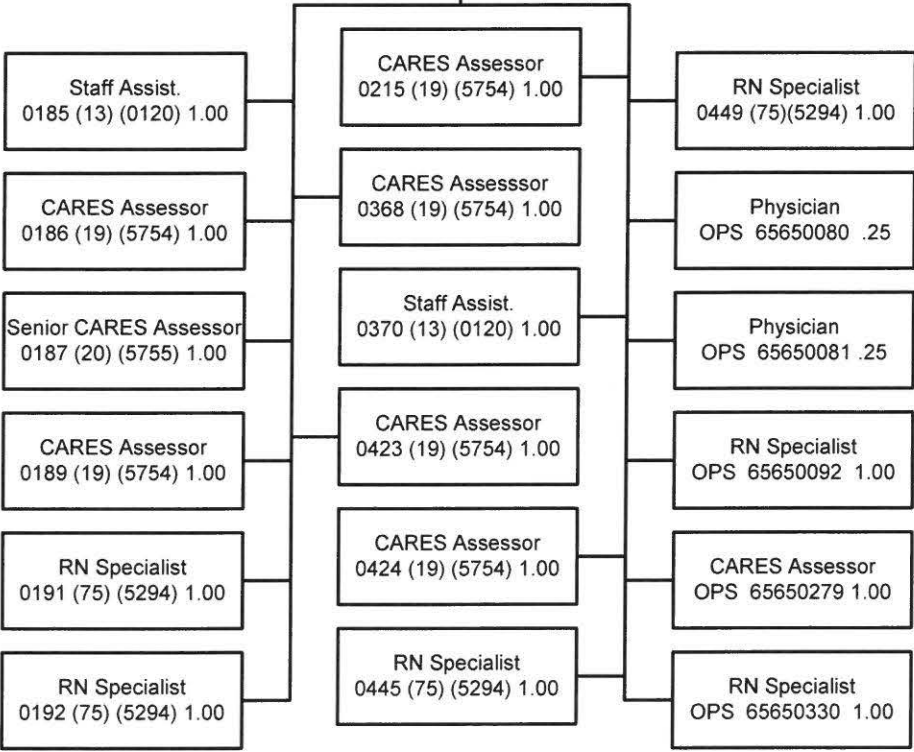 Staff Assist.
0185 (13) (0120) 1.00
CARES Assessor
0186 (19) (5754) 1.00
Senior CARES Assessor
0187 (20) (5755) 1.00
CARES Assessor
0189 (19) (5754) 1.00
RN Specialist
0191 (75) (5294) 1.00
RN Specialist
0192 (75) (5294) 1.00
CARES Assessor
0215 (19) (5754) 1.00
CARES Assesssor
0368 (19) (5754) 1.00
Staff Assist.
0370 (13) (0120) 1.00
CARES Assessor
0423 (19) (5754) 1.00
CARES Assessor
0424 (19) (5754) 1.00
RN Specialist
0445 (75) (5294) 1.00
RN Specialist
0449 (75)(5294) 1.00
Physician
OPS 65650080 .25
Physician
OPS 65650081 .25
RN Specialist
OPS 65650092 1.00
CARES Assessor
OPS 65650279 1.00
RN Specialist
OPS 65650330 1.00